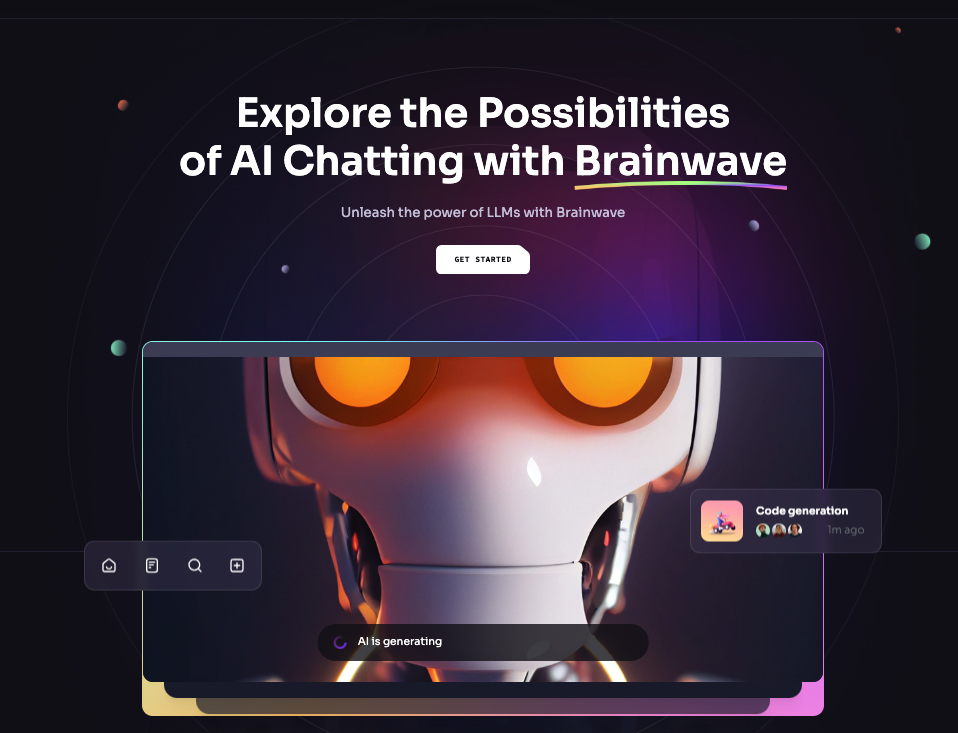 Explore the Possibilities
of AI Chatting with Brainwave
Unleash the power of LLMs with Brainwave
GET STARTED
Code generation
1m ago
AI is generating